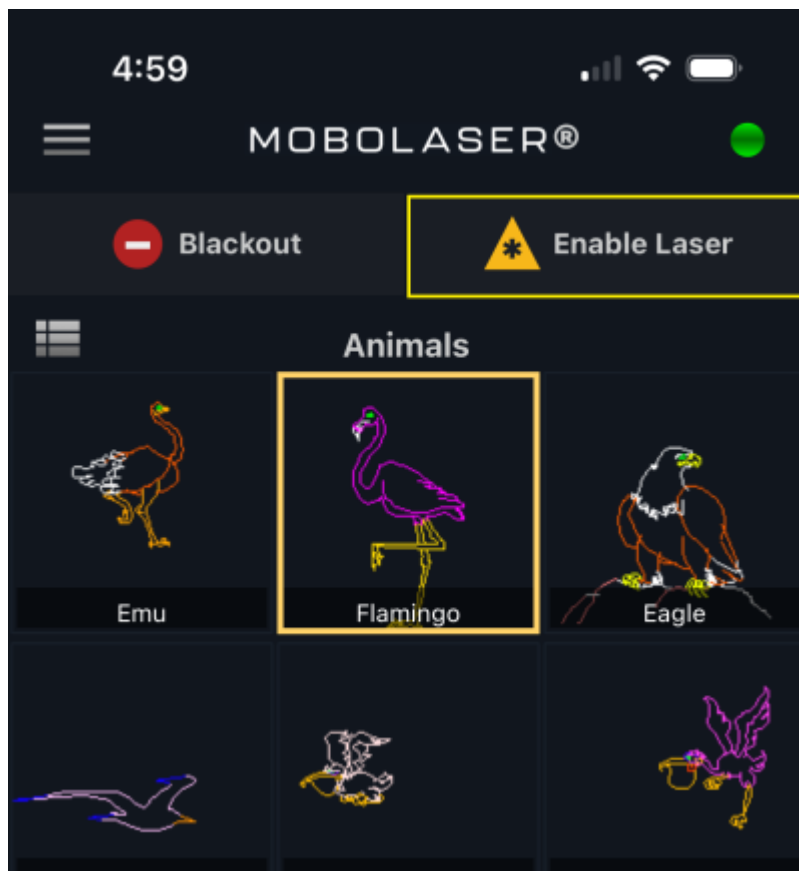 4:59
MOBOLASER®
Blackout
Enable Laser
Animals
Emu
Flamingo
Eagle